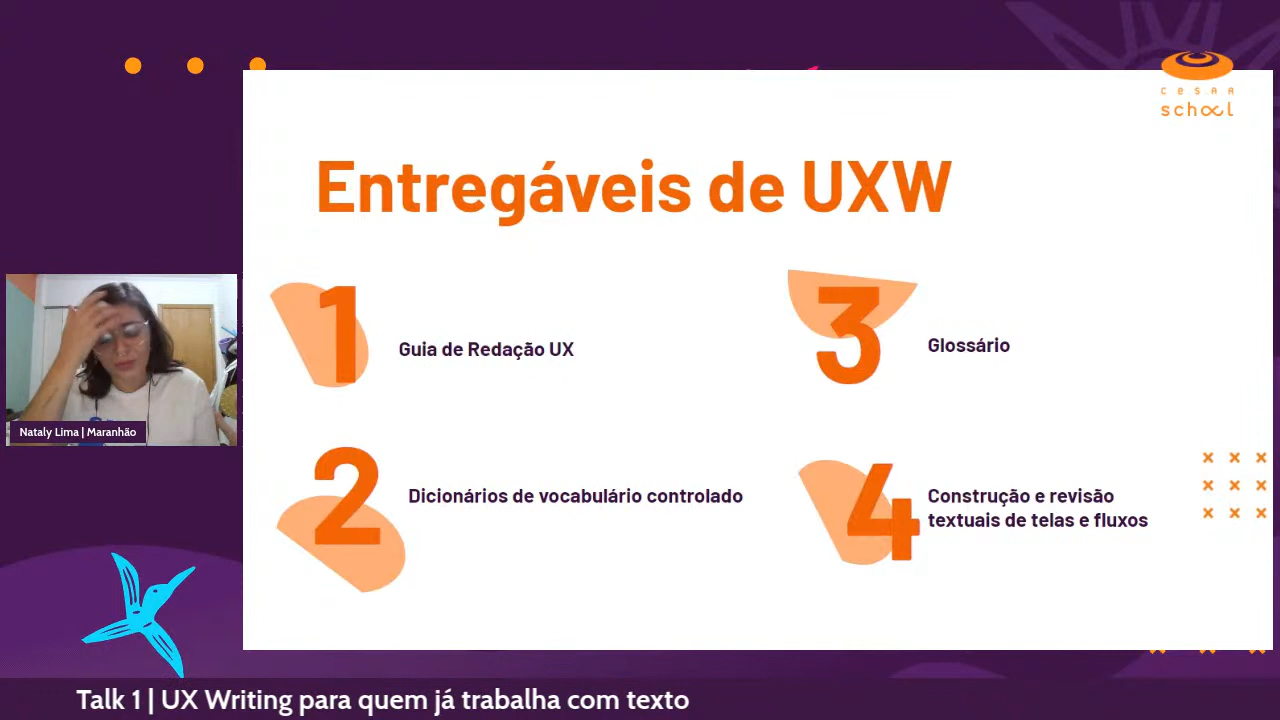 cesar
school
Entregáveis de UXW
1
Guia de Redação UX
2
Dicionários de vocabulário controlado
3
Glossário
4
Construção e revisão
textuais de telas e fluxos
Nataly Lima | Maranhão
Talk 1 | UX Writing para quem já trabalha com texto